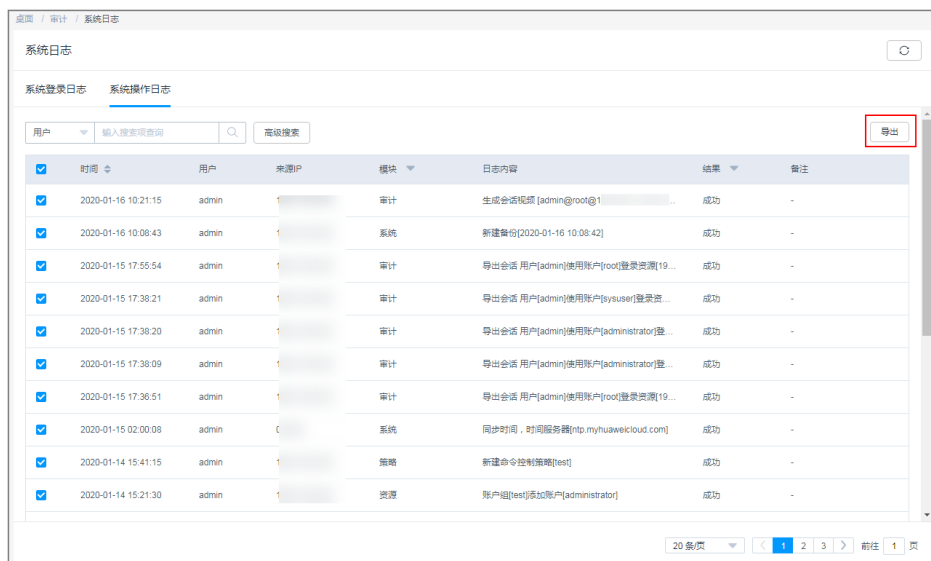 桌面 / 审计 / 系统日志
系统日志
系统登录日志 系统操作日志
用户 输入搜索项查询 高级搜索 导出
时间 用户 来源IP 模块 日志内容 结果 备注
2020-01-16 10:21:15 admin 审计 生成会话视频 [admin@root@1 .. 成功 -
2020-01-16 10:08:43 admin 系统 新建备份[2020-01-16 10:08:42] 成功 -
2020-01-15 17:55:54 admin 审计 导出会话 用户[admin]使用账户[root]登录资源[19... 成功 -
2020-01-15 17:38:21 admin 审计 导出会话 用户[admin]使用账户[sysuser]登录资... 成功 -
2020-01-15 17:38:20 admin 审计 导出会话 用户[admin]使用账户[administrator]登... 成功 -
2020-01-15 17:38:09 admin 审计 导出会话 用户[admin]使用账户[administrator]登... 成功 -
2020-01-15 17:36:51 admin 审计 导出会话 用户[admin]使用账户[root]登录资源[19... 成功 -
2020-01-15 02:00:08 admin 系统 同步时间，时间服务器[ntp.myhuaweicloud.com] 成功 -
2020-01-14 15:41:15 admin 策略 新建命令控制策略[test] 成功 -
2020-01-14 15:21:30 admin 资源 账户组[test]添加账户[administrator] 成功 -
20 条/页 < 1 2 3 > 前往 1 页